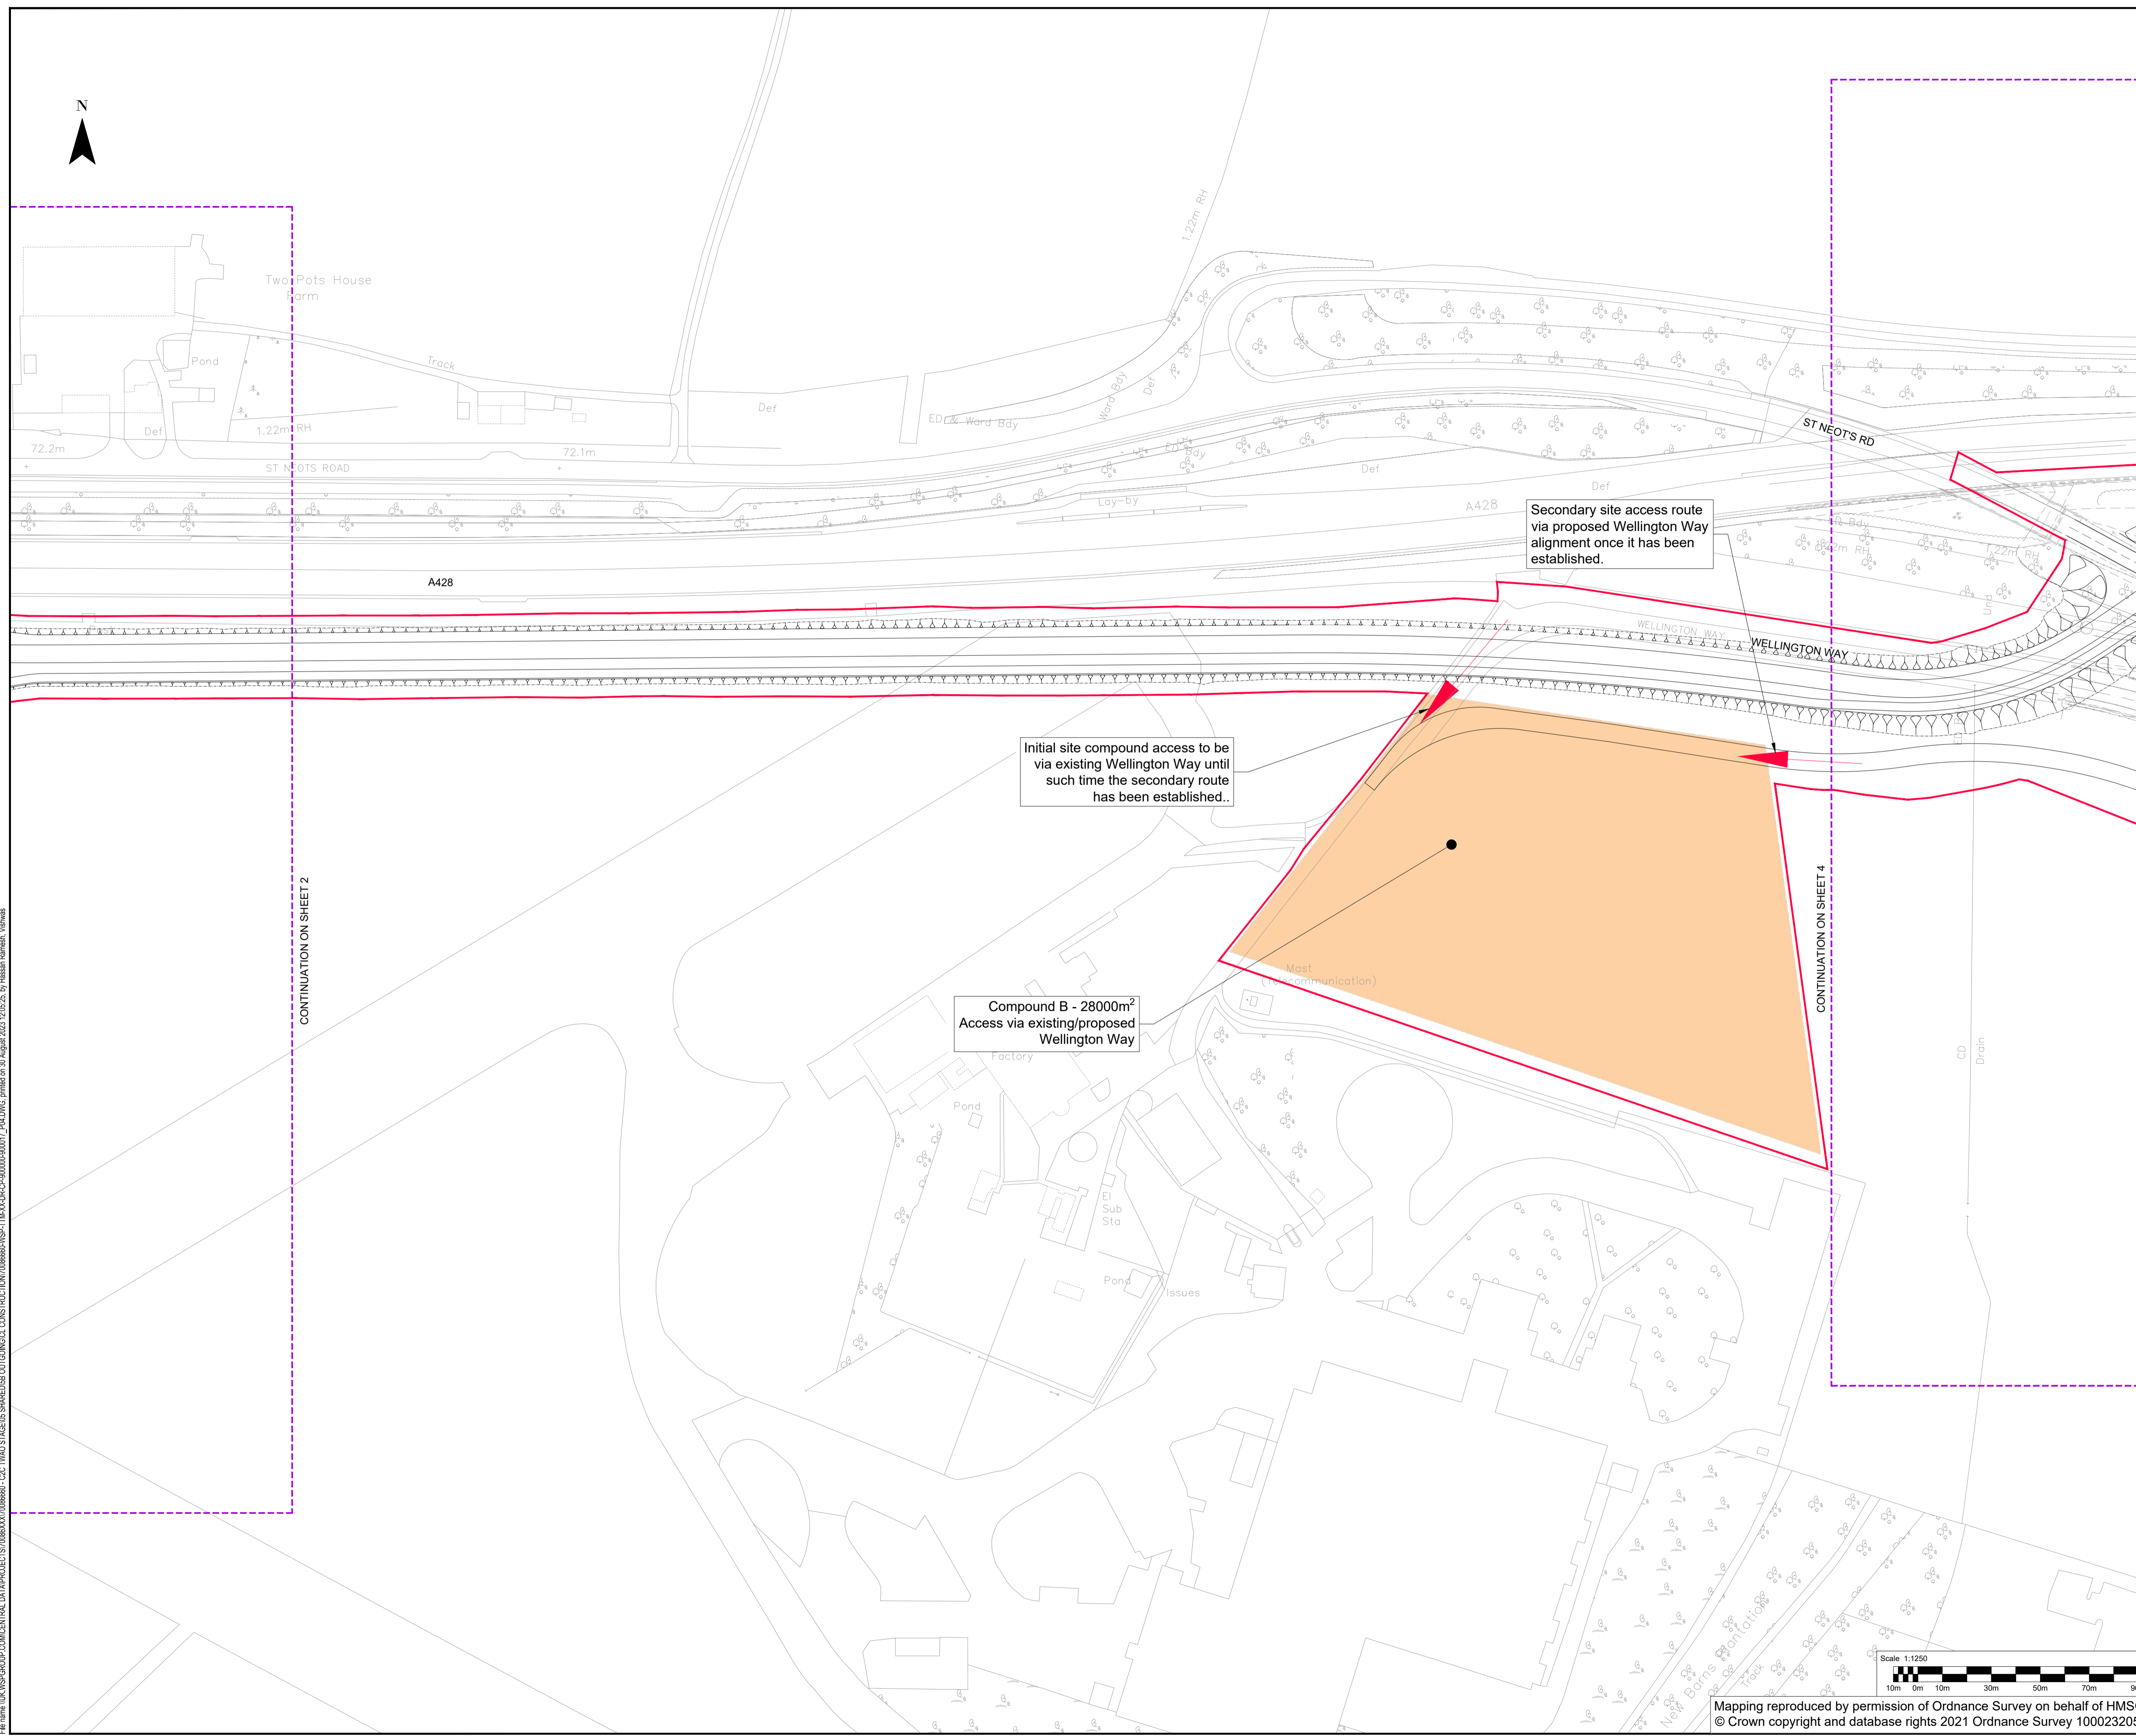 N
Two Pots House
Farm
Pond
Track
Def
1.22m RH
72.2m
72.1m
ST NEOTS ROAD
Def
ED & Ward Bdy
Ward Bdy
Def
1.22m RH
Def
Lay-by
A428
Def
ST NEOT'S RD
A428
Secondary site access route
via proposed Wellington Way
alignment once it has been
established.
1.22m RH
WELLINGTON WAY
WELLINGTON WAY
Initial site compound access to be
via existing Wellington Way until
such time the secondary route
has been established..
CONTINUATION ON SHEET 2
CONTINUATION ON SHEET 4
Mast
(Telecommunication)
Compound B - 28000m²
Access via existing/proposed
Wellington Way
Factory
Pond
El
Sub
Sta
Pond
Issues
CD
Drain
New Barns Plantation
Track
Scale 1:1250
10m 0m 10m 30m 50m 70m
Mapping reproduced by permission of Ordnance Survey on behalf of
© Crown copyright and database rights 2021 Ordnance Survey 100023205